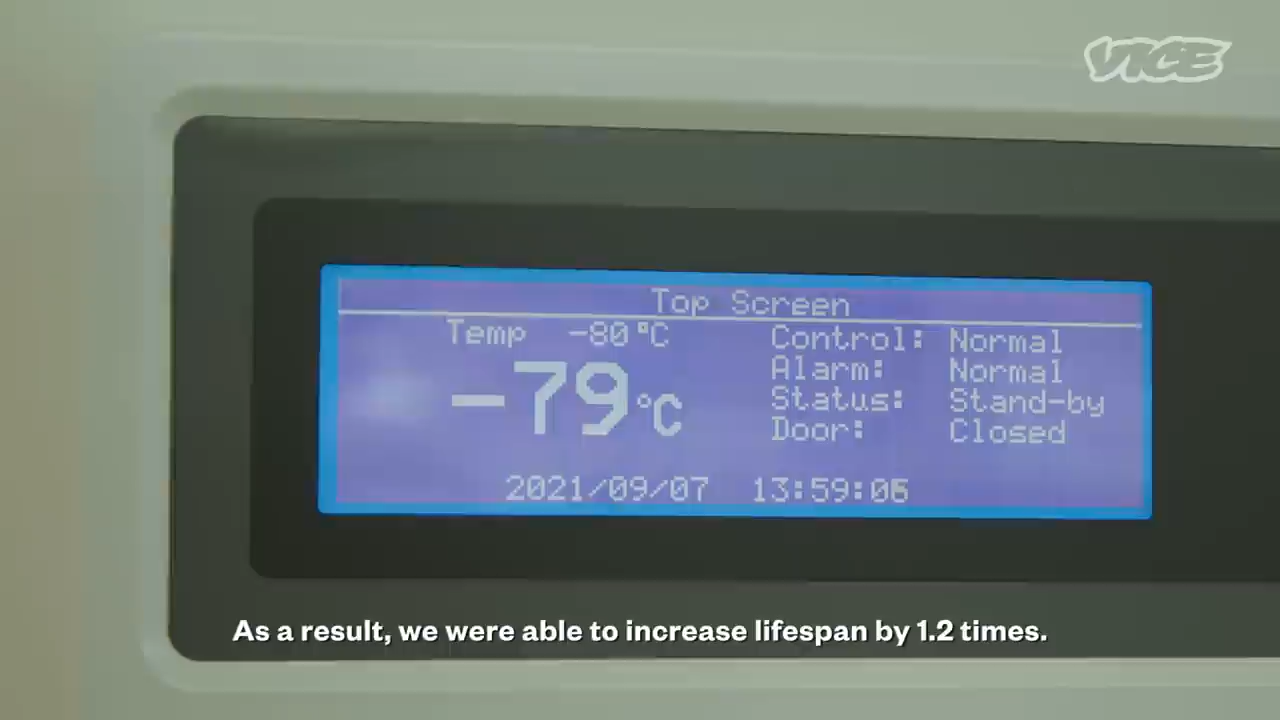 VICE
Top Screen
Temp -80°C
-79°C
Control: Normal
Alarm: Normal
Status: Stand-by
Door: Closed
2021/09/07 13:59:06
As a result, we were able to increase lifespan by 1.2 times.